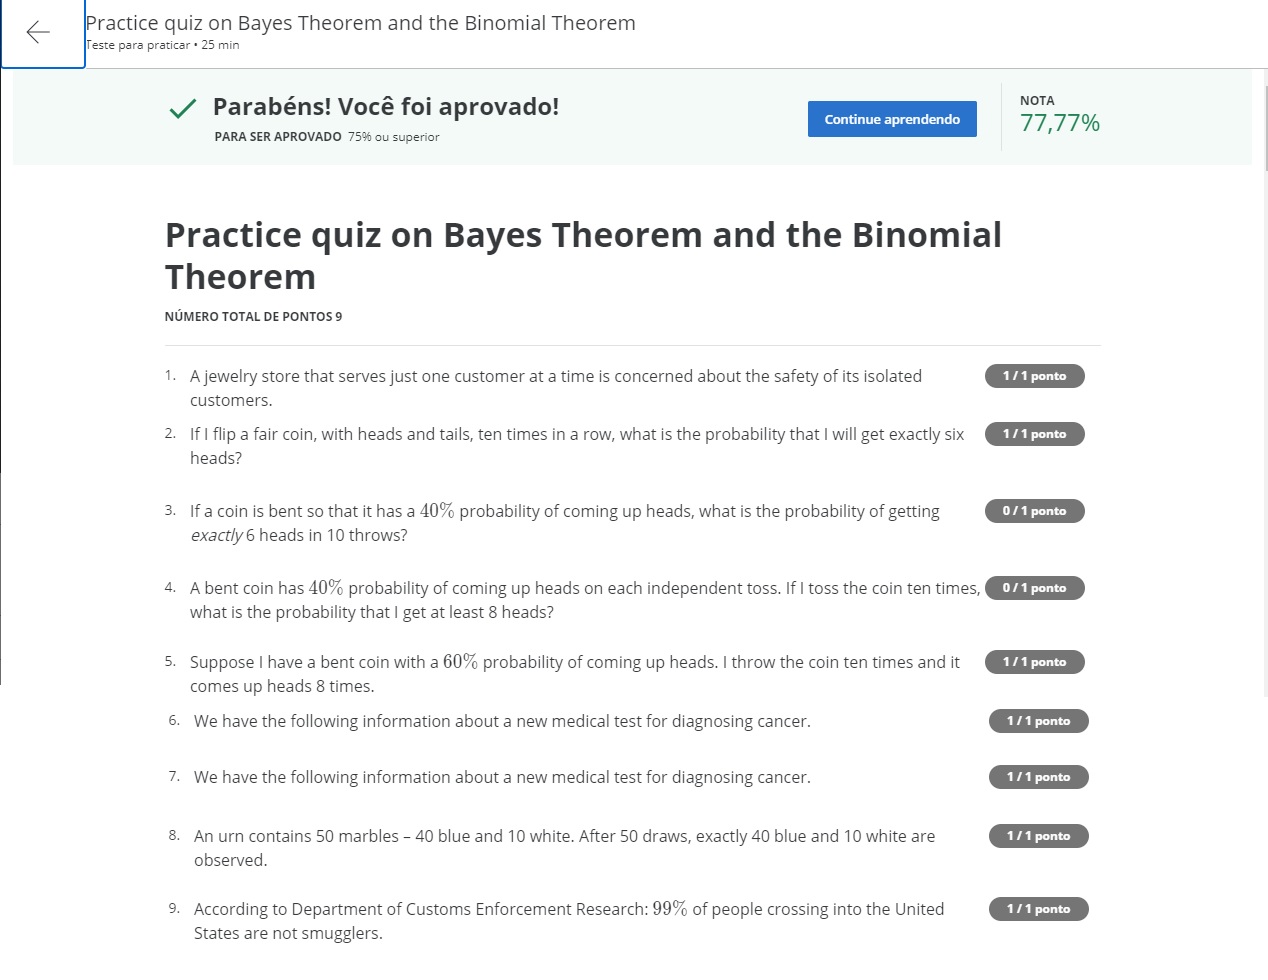 Practice quiz on Bayes Theorem and the Binomial Theorem
Teste para praticar • 25 min
Parabéns! Você foi aprovado!
PARA SER APROVADO 75% ou superior
Continue aprendendo
NOTA
77,77%
Practice quiz on Bayes Theorem and the Binomial
Theorem
NÚMERO TOTAL DE PONTOS 9
1. A jewelry store that serves just one customer at a time is concerned about the safety of its isolated
customers.
1 / 1 ponto
2. If I flip a fair coin, with heads and tails, ten times in a row, what is the probability that I will get exactly six
heads?
1 / 1 ponto
3. If a coin is bent so that it has a 40% probability of coming up heads, what is the probability of getting
exactly 6 heads in 10 throws?
0 / 1 ponto
4. A bent coin has 40% probability of coming up heads on each independent toss. If I toss the coin ten times,
what is the probability that I get at least 8 heads?
0 / 1 ponto
5. Suppose I have a bent coin with a 60% probability of coming up heads. I throw the coin ten times and it
comes up heads 8 times.
1 / 1 ponto
6. We have the following information about a new medical test for diagnosing cancer.
1 / 1 ponto
7. We have the following information about a new medical test for diagnosing cancer.
1 / 1 ponto
8. An urn contains 50 marbles – 40 blue and 10 white. After 50 draws, exactly 40 blue and 10 white are
observed.
1 / 1 ponto
9. According to Department of Customs Enforcement Research: 99% of people crossing into the United
States are not smugglers.
1 / 1 ponto